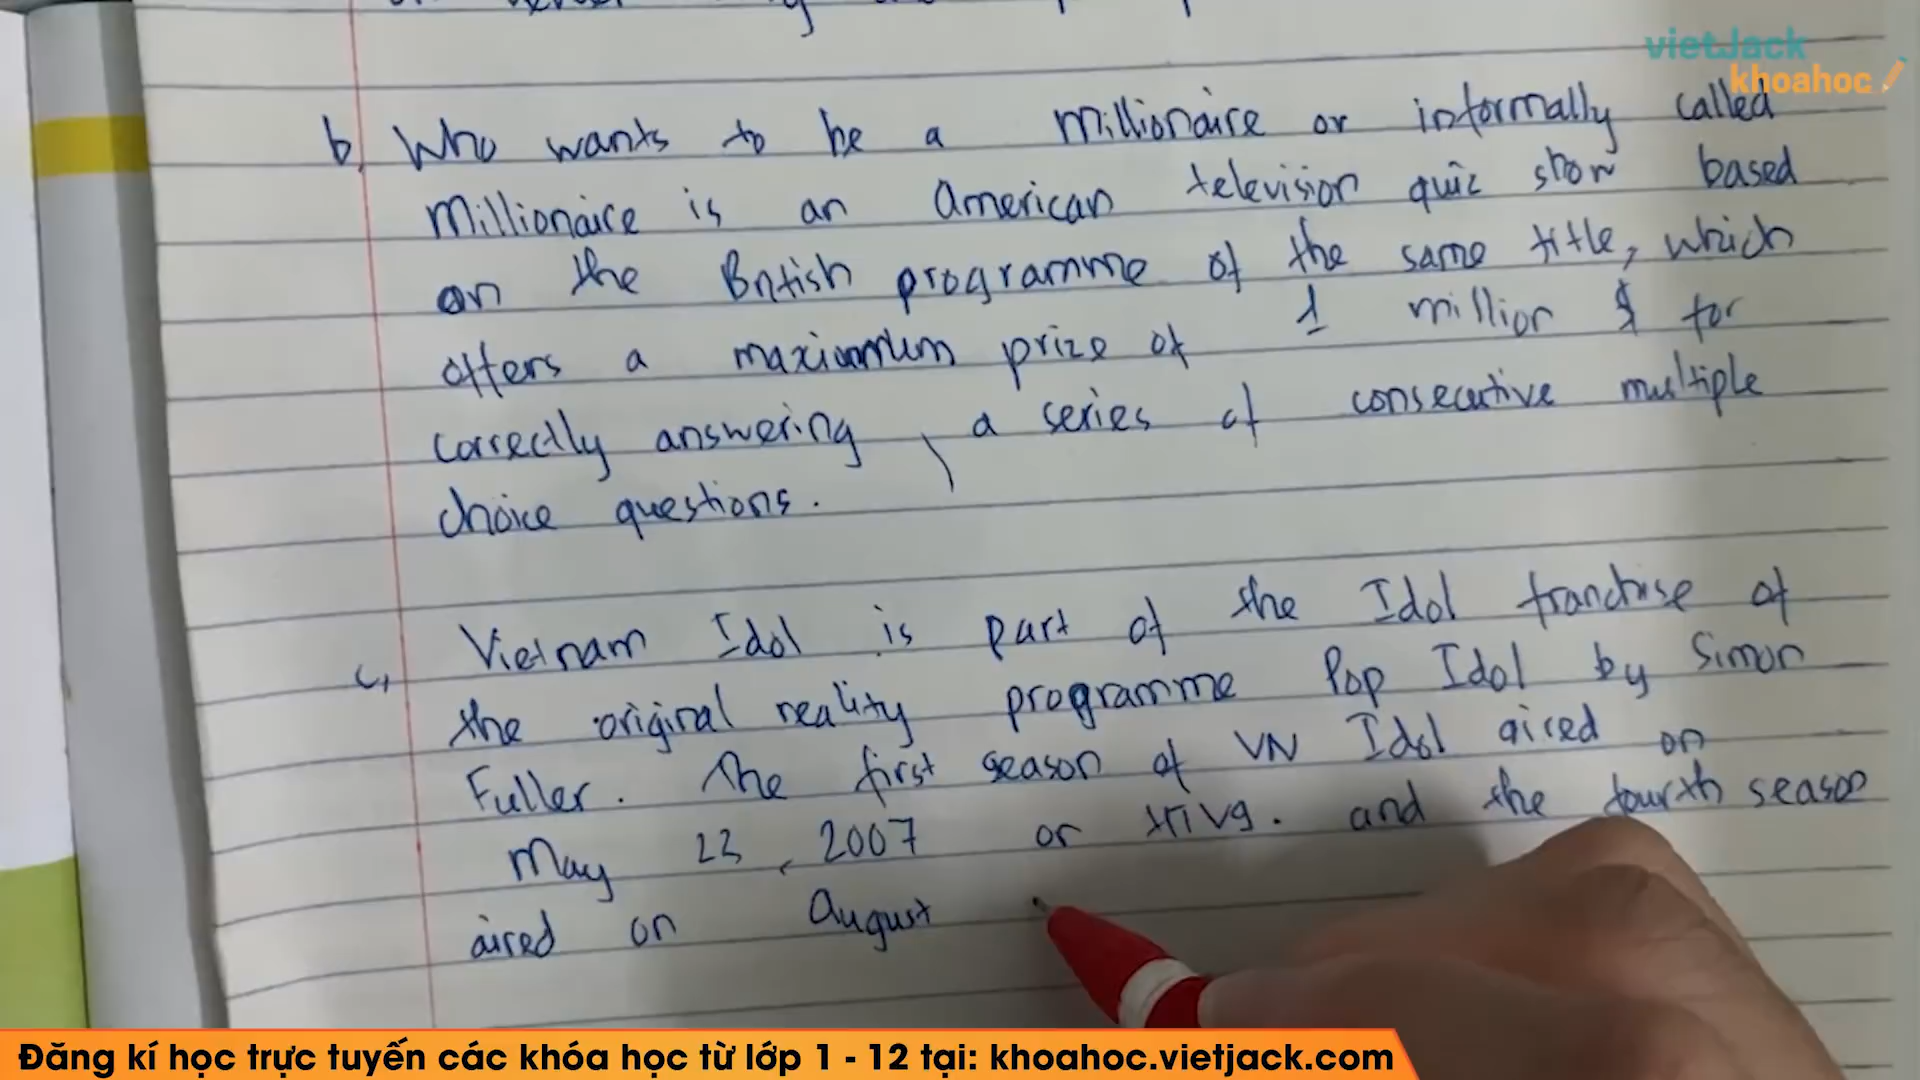 vietJack
khoahoc
b, Who wants to be a Millionaire or informally called
Millionaire is an American television quiz show based
on the British programme of the same title, which
offers a maximum prize of 1 million $ for
correctly answering a series of consecutive multiple
choice questions.
c, Vietnam Idol is part of the Idol franchise of
the original reality programme Pop Idol by Simon
Fuller. The first season of VN Idol aired on
May 23, 2007 or HTV9. and the fourth season
aired on August
Đăng kí học trực tuyến các khóa học từ lớp 1 - 12 tại: khoahoc.vietjack.com